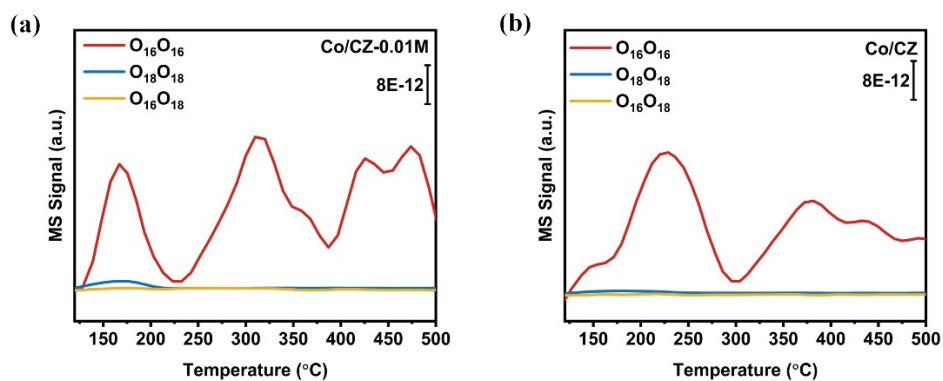 (a)
O₁₆O₁₆
O₁₈O₁₈
O₁₆O₁₈
Co/CZ-0.01M
8E-12
MS Signal (a.u.)
150 200 250 300 350 400 450 500
Temperature (°C)
(b)
O₁₆O₁₆
O₁₈O₁₈
O₁₆O₁₈
Co/CZ
8E-12
MS Signal (a.u.)
150 200 250 300 350 400 450 500
Temperature (°C)